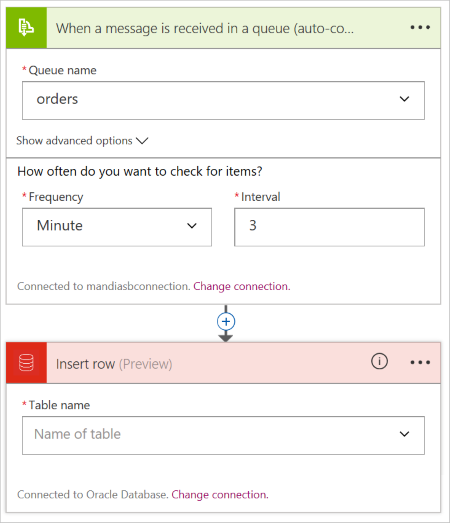 When a message is received in a queue (auto-co...
* Queue name
orders
Show advanced options
How often do you want to check for items?
* Frequency
* Interval
Minute
3
Connected to mandiasbconnection. Change connection.
Insert row (Preview)
* Table name
Name of table
Connected to Oracle Database. Change connection.